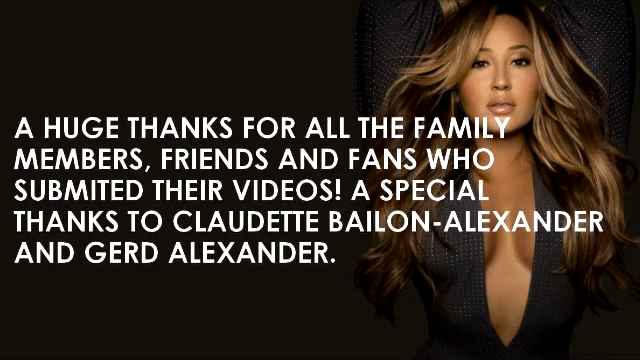 A HUGE THANKS FOR ALL THE FAMILY
MEMBERS, FRIENDS AND FANS WHO
SUBMITED THEIR VIDEOS! A SPECIAL
THANKS TO CLAUDETTE BAILON-ALEXANDER
AND GERD ALEXANDER.